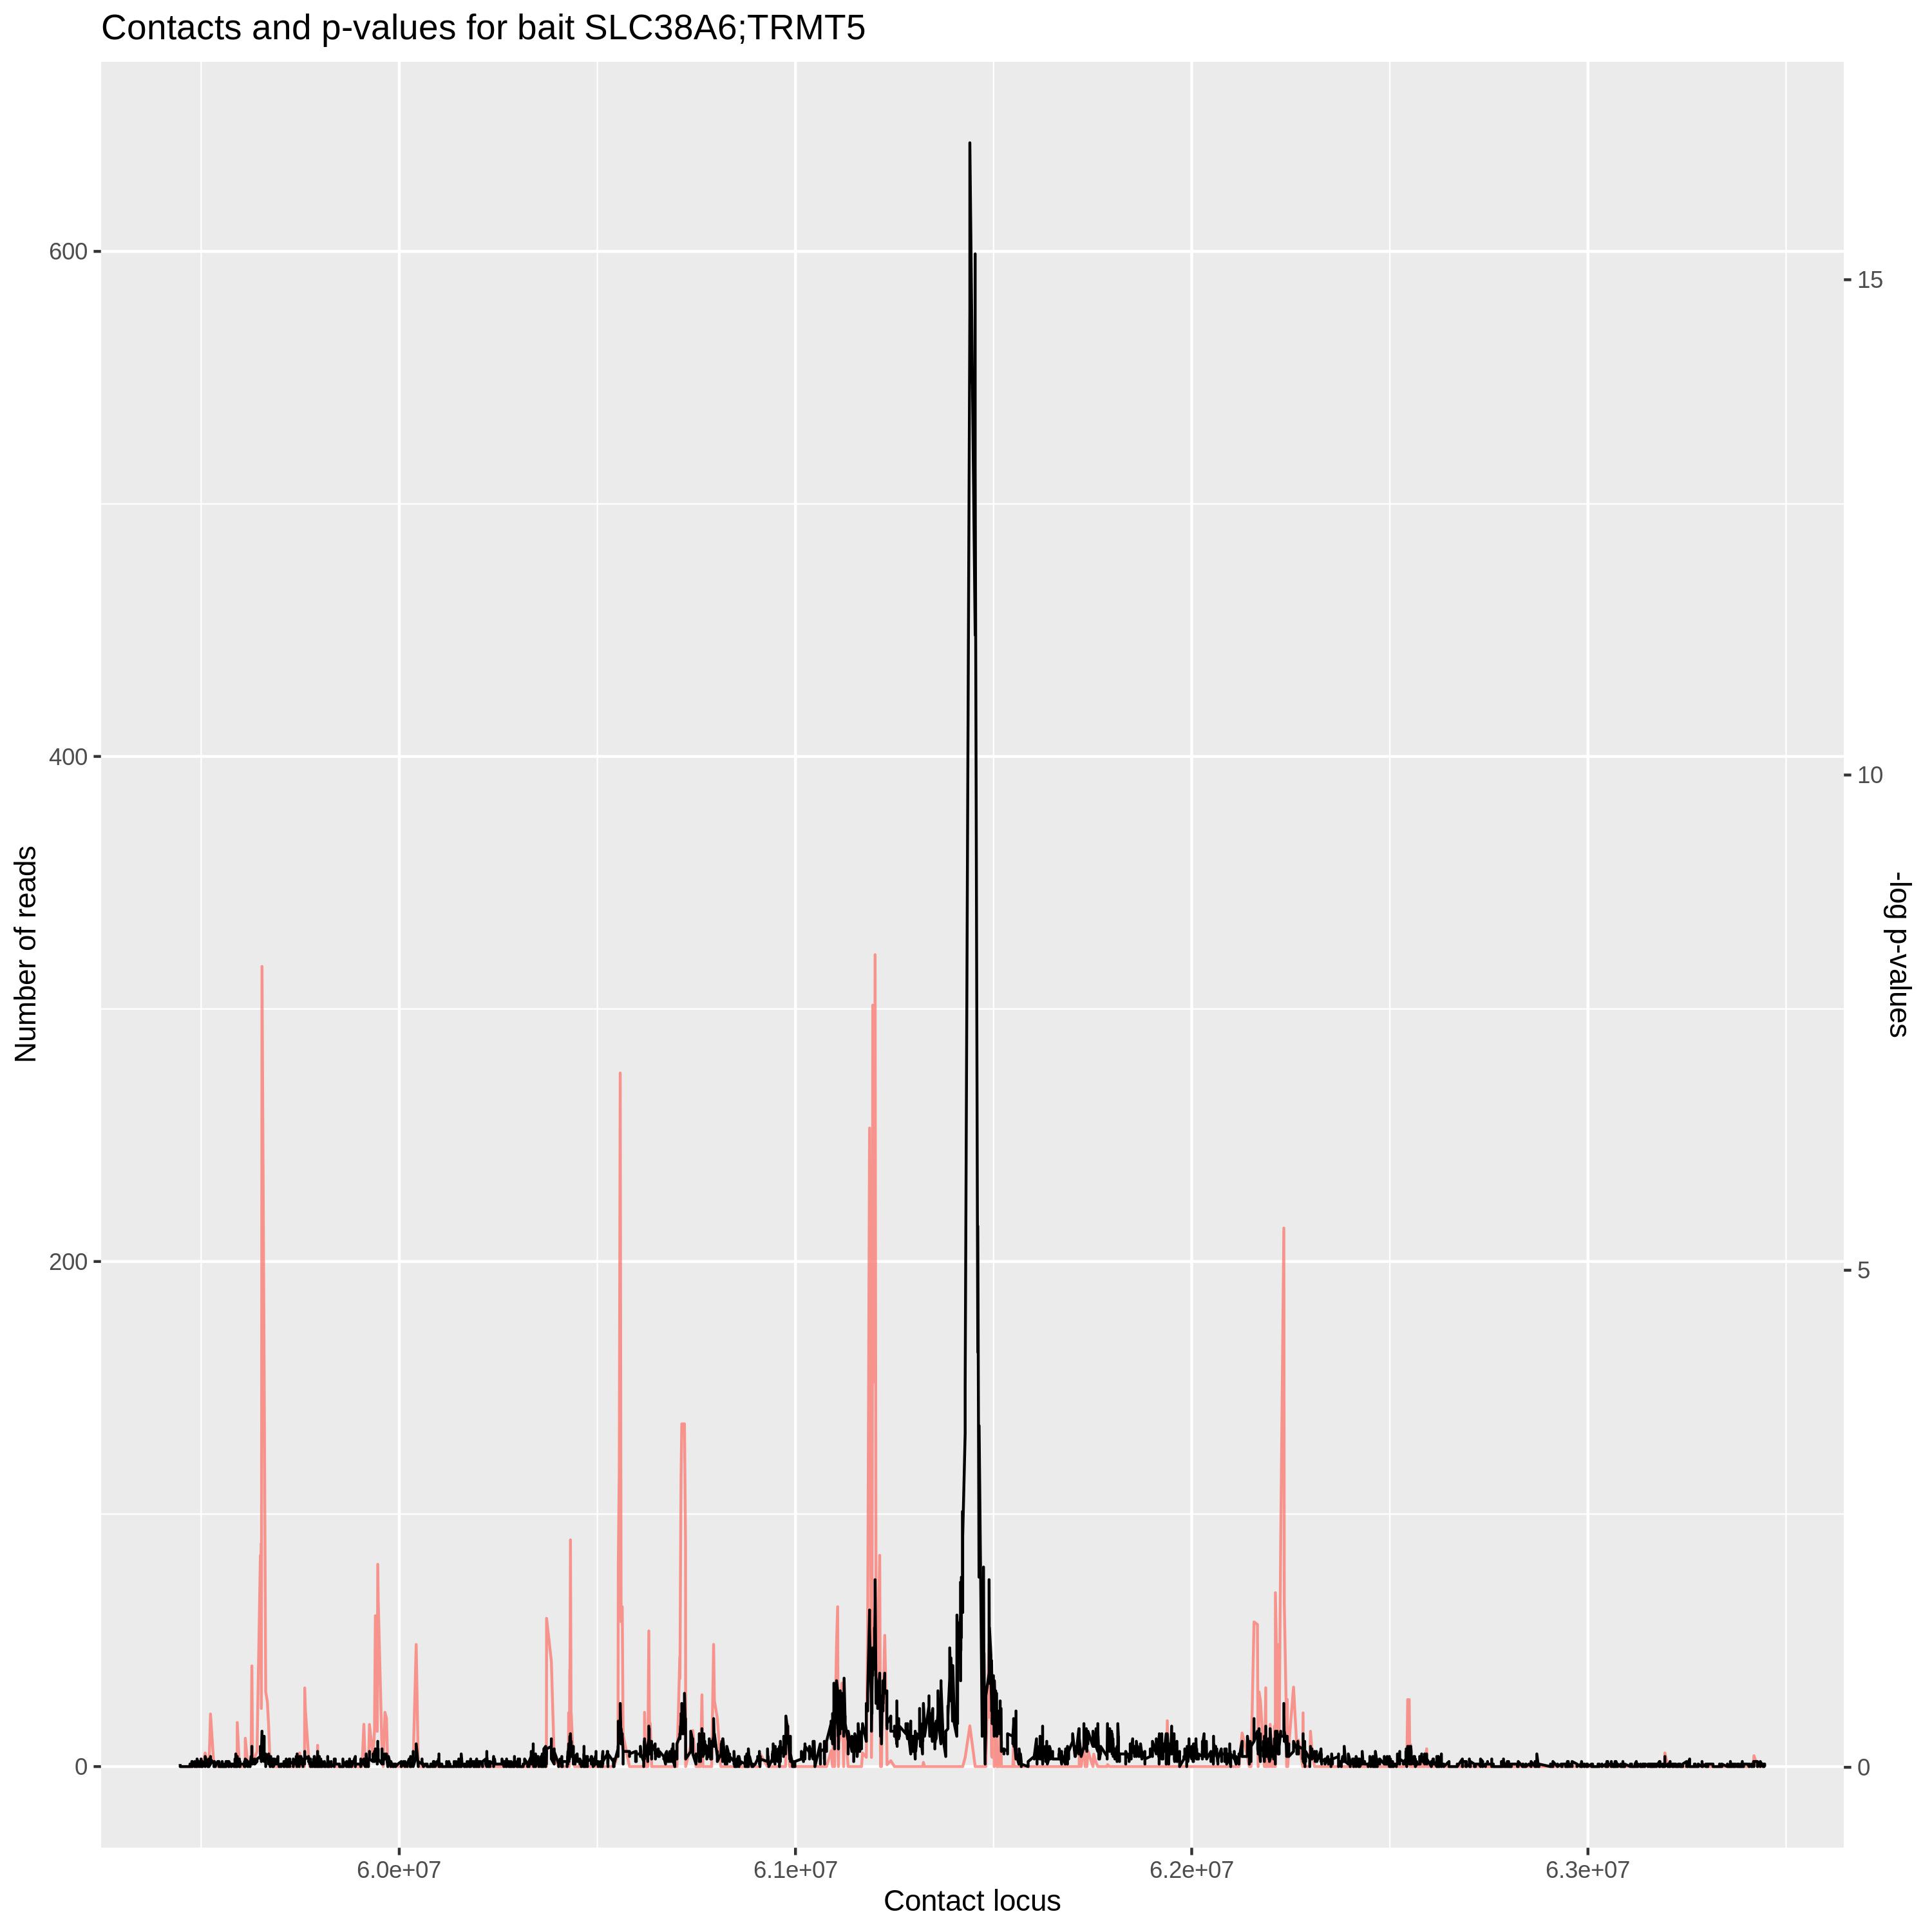 Contacts and p-values for bait SLC38A6;TRMT5
600
400
200
0
Number of reads
15
10
5
0
-log p-values
6.0e+07
6.1e+07
6.2e+07
6.3e+07
Contact locus